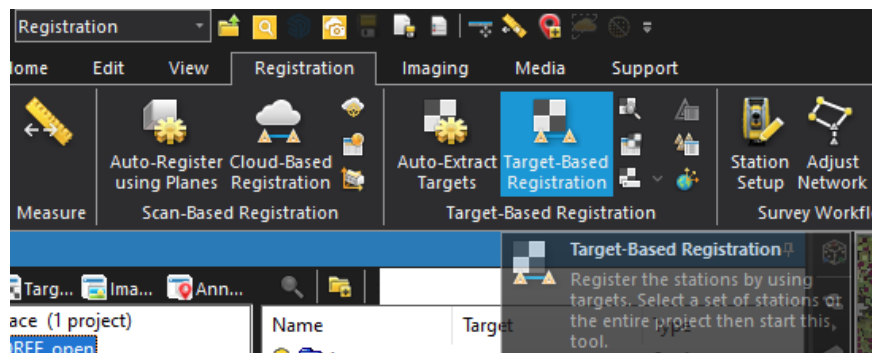 Registration
ome Edit View Registration Imaging Media Support
Auto-Register Cloud-Based Auto-Extract Target-Based Station Adjust
using Planes Registration Targets Registration Setup Network
Measure Scan-Based Registration Target-Based Registration Survey Workfl
Target-Based Registration
Targ... Ima... Ann...
Register the stations by using
targets. Select a set of stations or
ace (1 project)
the entire project then start this
Name Target Type
tool.
open